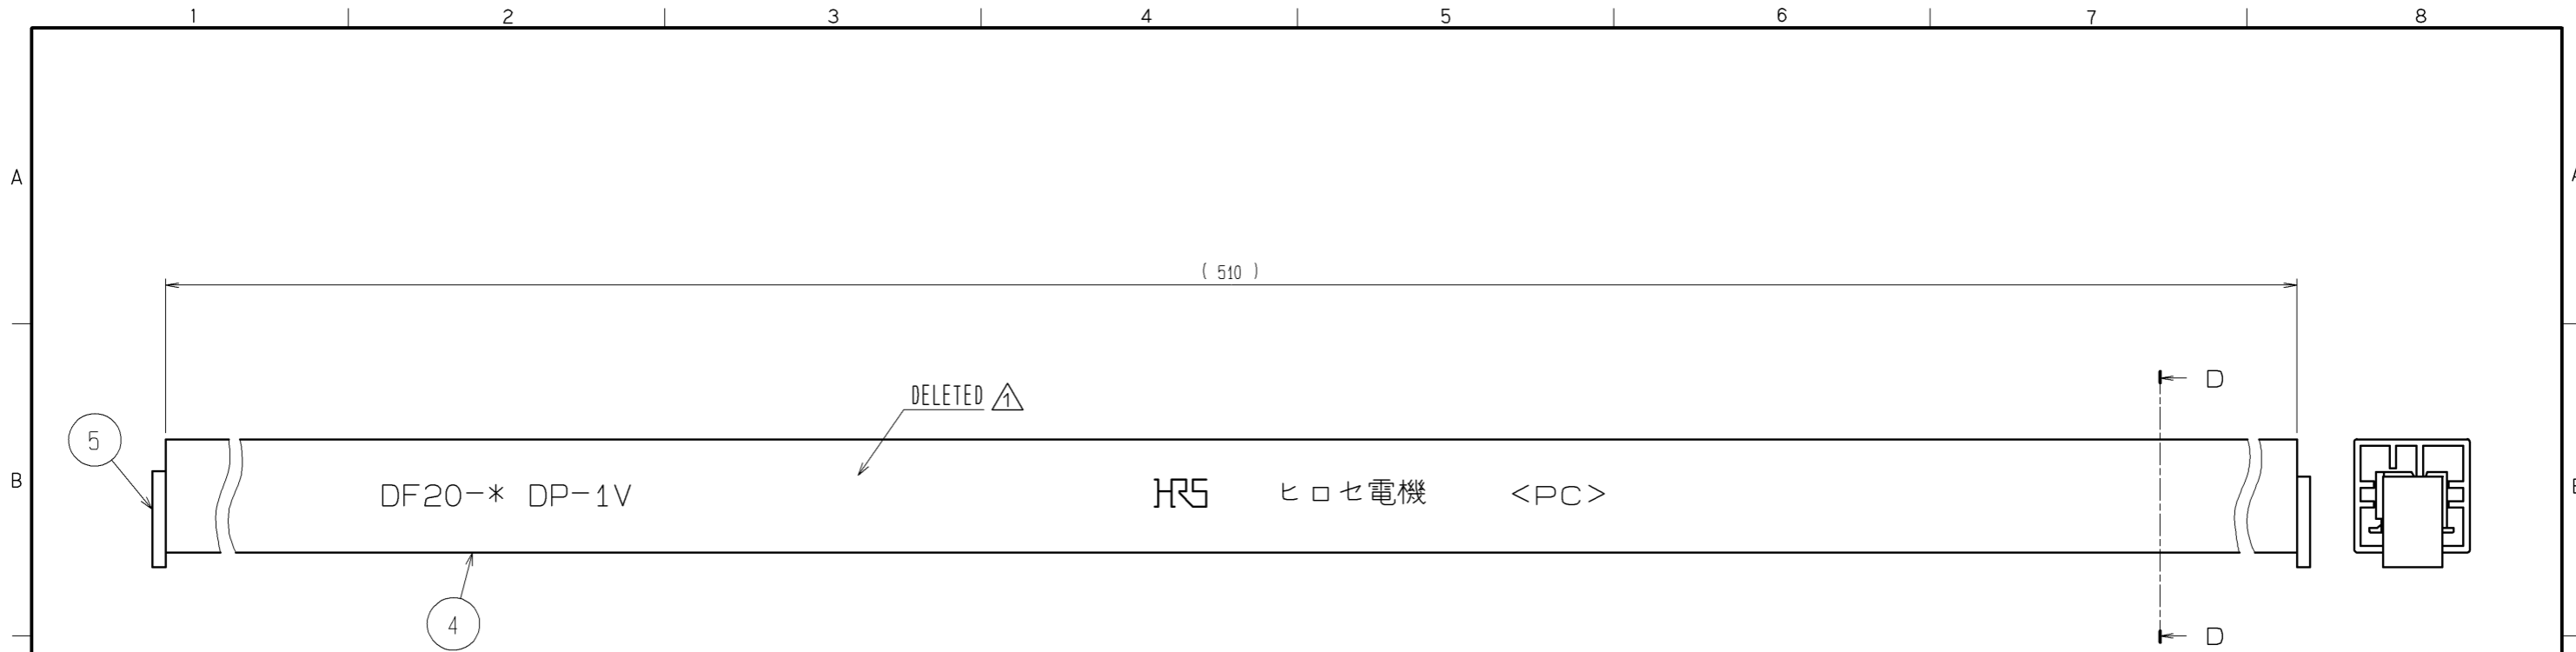 1 2 3 4 5 6 7 8
A A
( 510 )
DELETED 1
D
5
B B
DF20-* DP-1V HRS ヒロセ電機 <PC>
4
D